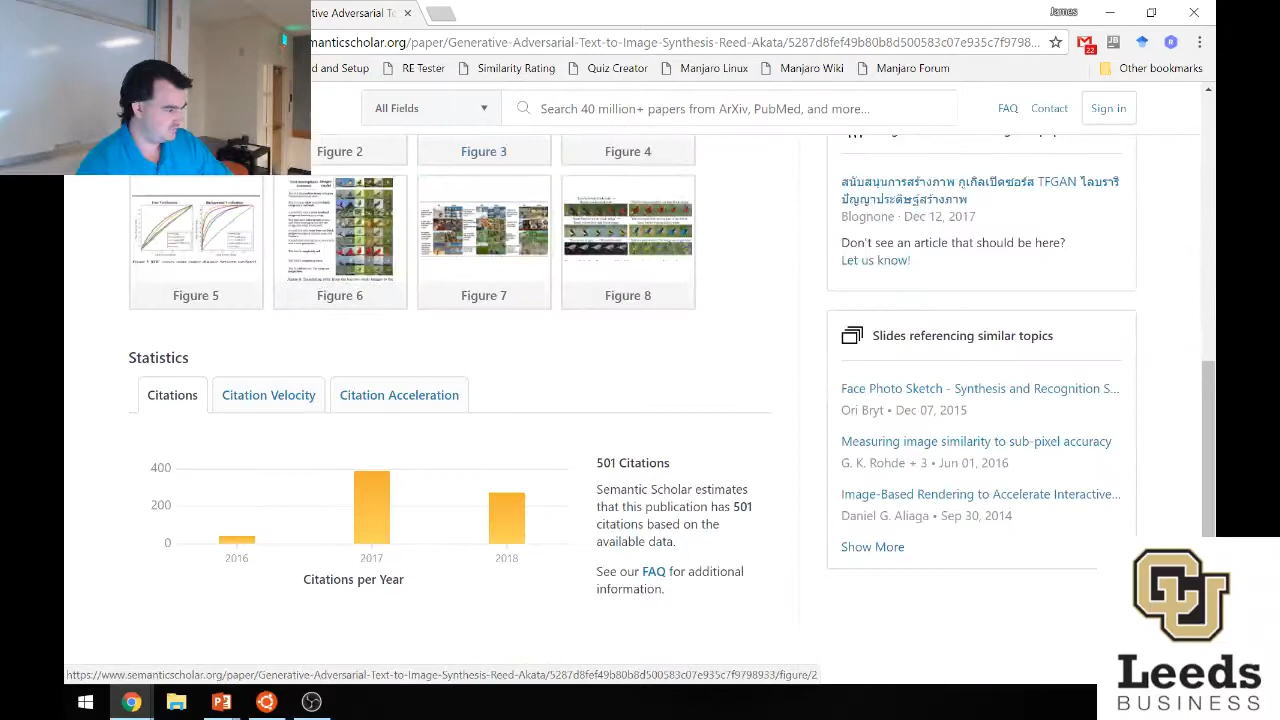 tive Adversarial Te
James
manticscholar.org/paper/Generative-Adversarial-Text-to-Image-Synthesis-Reed-Akata/5287d8fef49b80b8d500583c07e935c7f9798...
22
nd and Setup
RE Tester
Similarity Rating
Quiz Creator
Manjaro Linux
Manjaro Wiki
Manjaro Forum
Other bookmarks
All Fields
Search 40 million+ papers from ArXiv, PubMed, and more...
FAQ
Contact
Sign in
Figure 2
Figure 3
Figure 4
สนับสนุนการสร้างภาพ กูเกิลเปิดซอร์ส TFGAN ไลบรารี
ปัญญาประดิษฐ์สร้างภาพ
Blognone · Dec 12, 2017
Don't see an article that should be here?
Let us know!
Figure 5
Figure 6
Figure 7
Figure 8
Slides referencing similar topics
Face Photo Sketch - Synthesis and Recognition S...
Ori Bryt • Dec 07, 2015
Measuring image similarity to sub-pixel accuracy
G. K. Rohde + 3 • Jun 01, 2016
Image-Based Rendering to Accelerate Interactive...
Daniel G. Aliaga • Sep 30, 2014
Show More
Statistics
Citations
Citation Velocity
Citation Acceleration
400
200
0
2016
2017
2018
Citations per Year
501 Citations
Semantic Scholar estimates
that this publication has 501
citations based on the
available data.
See our FAQ for additional
information.
https://www.semanticscholar.org/paper/Generative-Adversarial-Text-to-Image-Synthesis-Reed-Akata/5287d8fef49b80b8d500583c07e935c7f9798933/figure/2
CU
Leeds
BUSINESS